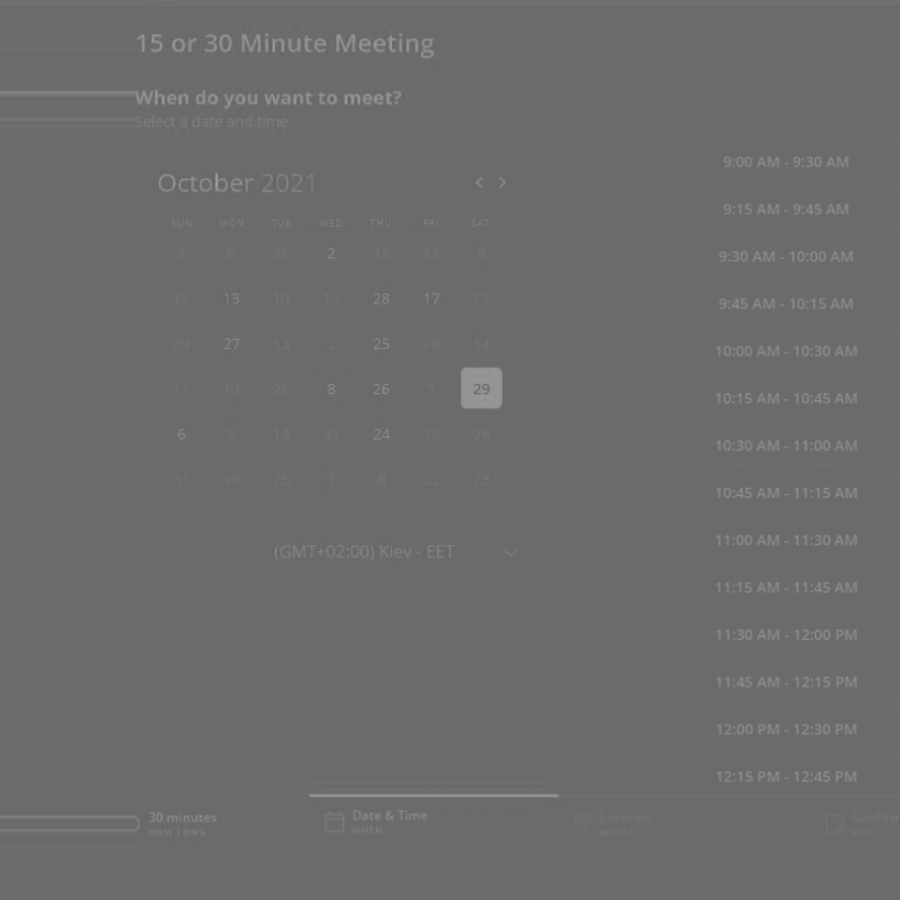 15 or 30 Minute Meeting
When do you want to meet?
Select a date and time
October 2021
SUN MON TUE WED THU FRI SAT
4 6 26 2 15 12 8
12 13 10 10 28 17 11
29 27 13 2 25 29 14
11 10 26 8 26 3 29
6 5 13 31 24 16 28
31 19 25 1 8 22 23
(GMT+02:00) Kiev - EET
9:00 AM - 9:30 AM
9:15 AM - 9:45 AM
9:30 AM - 10:00 AM
9:45 AM - 10:15 AM
10:00 AM - 10:30 AM
10:15 AM - 10:45 AM
10:30 AM - 11:00 AM
10:45 AM - 11:15 AM
11:00 AM - 11:30 AM
11:15 AM - 11:45 AM
11:30 AM - 12:00 PM
11:45 AM - 12:15 PM
12:00 PM - 12:30 PM
12:15 PM - 12:45 PM
30 minutes
HOW LONG
Date & Time
WHEN
Location
WHERE
Confirm